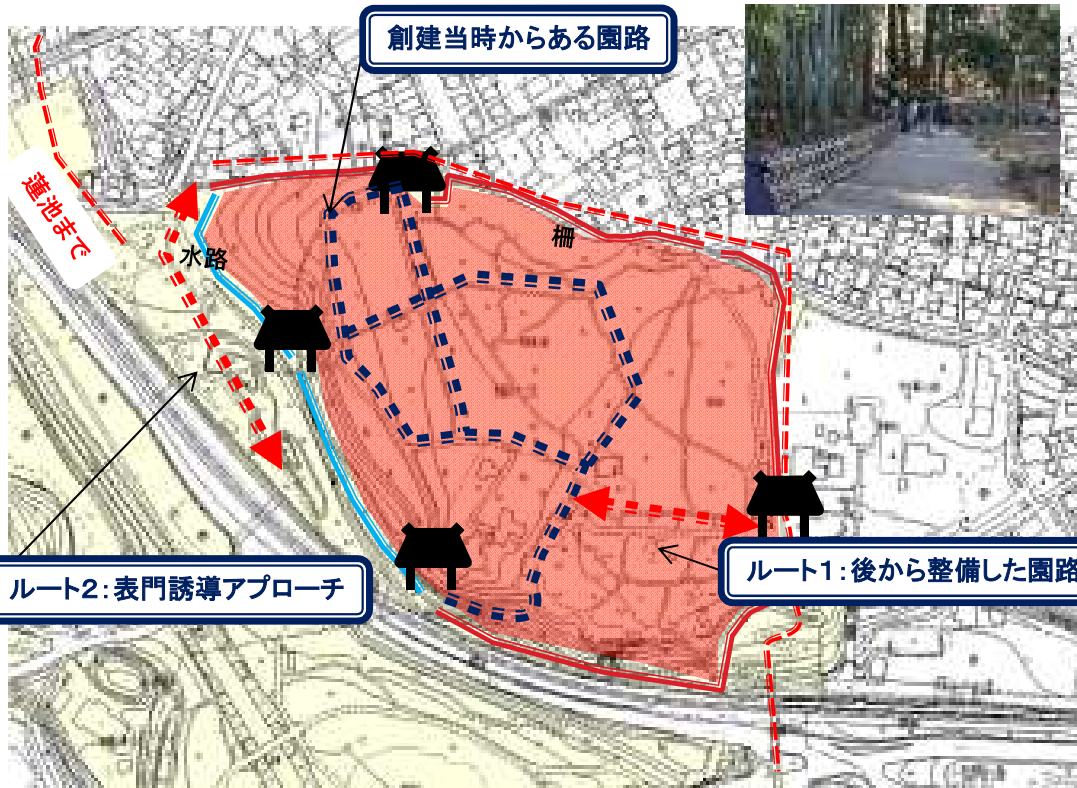 創建当時からある園路
蓮池まで
水路
ルート2:表門誘導アプローチ
ルート1:後から整備した園路